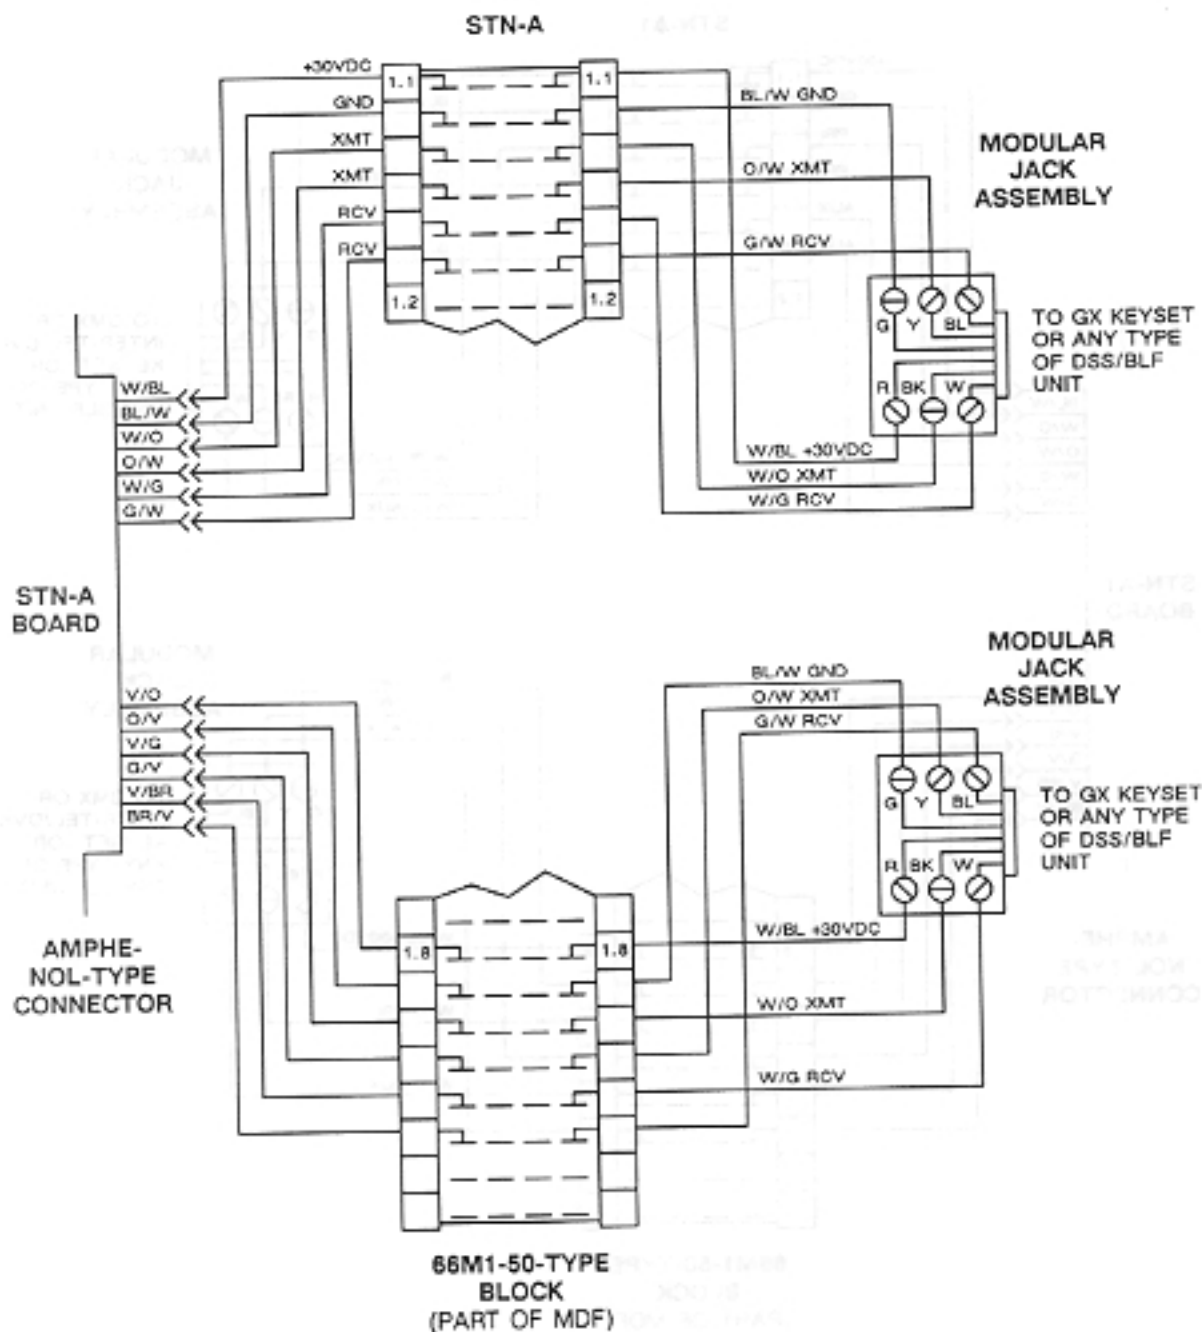 STN-A
+30VDC
GND
XMT
XMT
RCV
RCV
1.1
1.2
1.1
1.2
BL/W GND
O/W XMT
G/W RCV
MODULAR
JACK
ASSEMBLY
G Y BL
R BK W
TO GX KEYSET
OR ANY TYPE
OF DSS/BLF
UNIT
W/BL +30VDC
W/O XMT
W/G RCV
W/BL
BL/W
W/O
O/W
W/G
G/W
STN-A
BOARD
V/O
O/V
V/G
G/V
V/BR
BR/V
AMPHE-
NOL-TYPE
CONNECTOR
BL/W GND
O/W XMT
G/W RCV
MODULAR
JACK
ASSEMBLY
G Y BL
R BK W
TO GX KEYSET
OR ANY TYPE
OF DSS/BLF
UNIT
1.8
1.8
W/BL +30VDC
W/O XMT
W/G RCV
66M1-50-TYPE
BLOCK
(PART OF MDF)